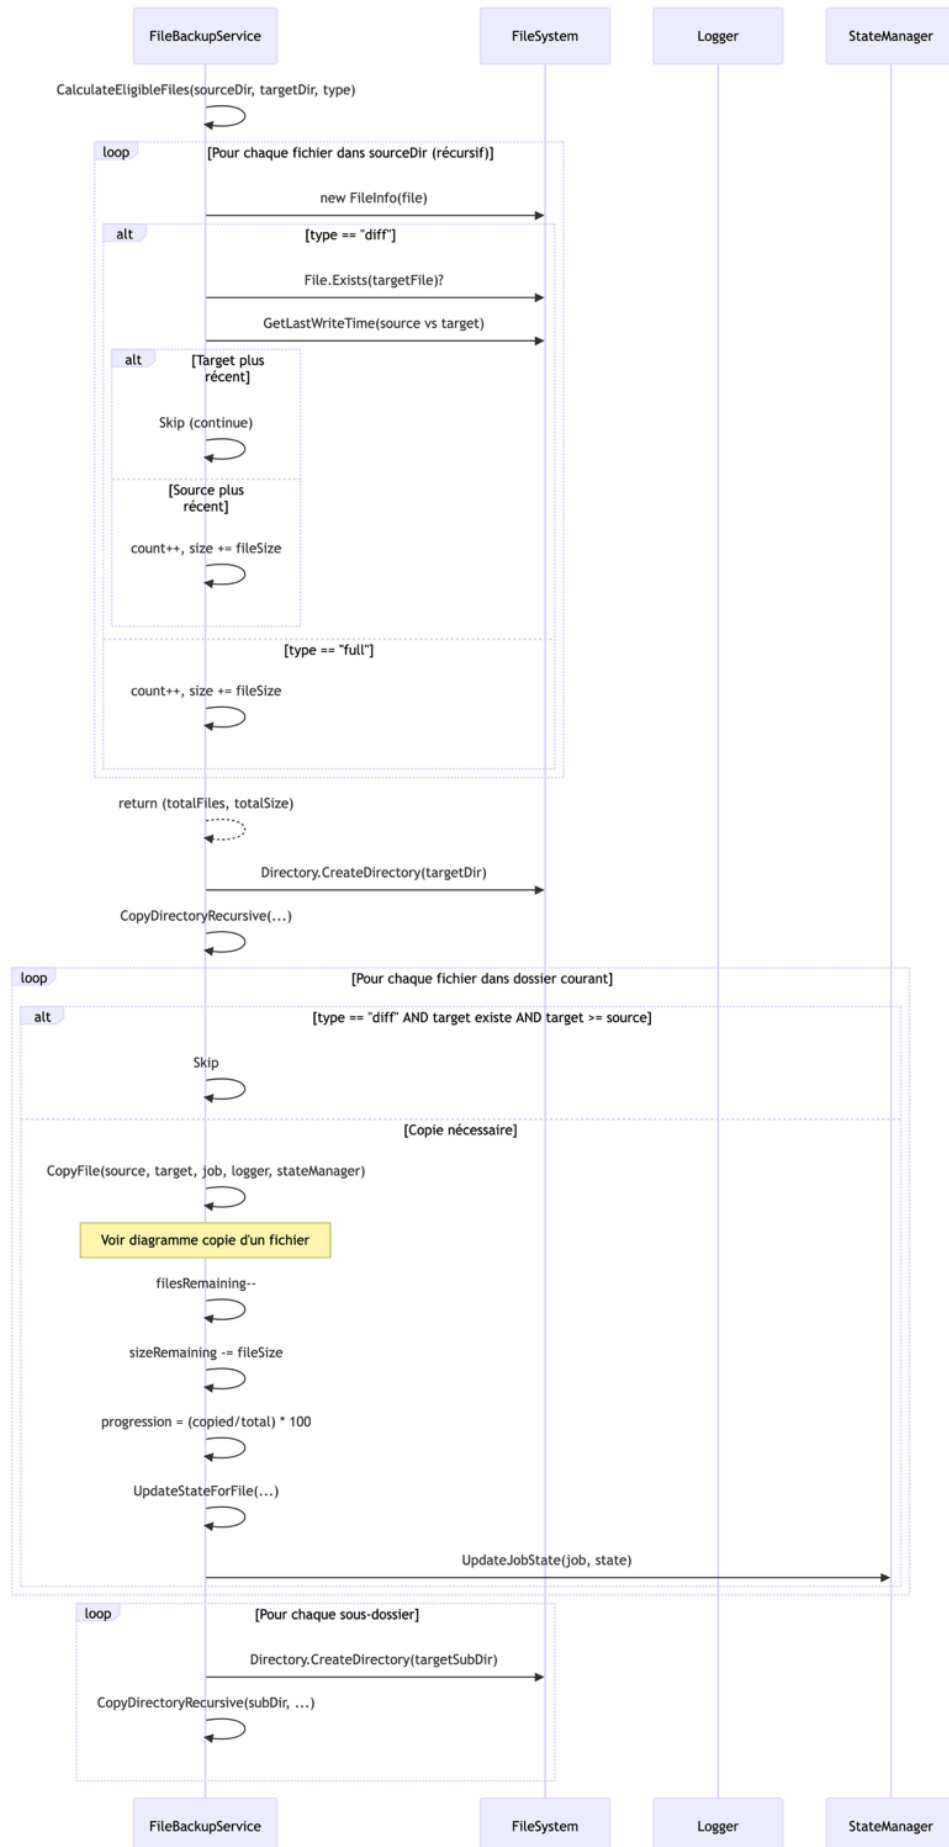 FileBackupService
FileSystem
Logger
StateManager
CalculateEligibleFiles(sourceDir, targetDir, type)
loop
[Pour chaque fichier dans sourceDir (récursif)]
new FileInfo(file)
alt
[type == "diff"]
File.Exists(targetFile)?
GetLastWriteTime(source vs target)
alt
[Target plus
récent]
Skip (continue)
[Source plus
récent]
count++, size += fileSize
[type == "full"]
count++, size += fileSize
return (totalFiles, totalSize)
Directory.CreateDirectory(targetDir)
CopyDirectoryRecursive(...)
loop
[Pour chaque fichier dans dossier courant]
alt
[type == "diff" AND target existe AND target >= source]
Skip
[Copie nécessaire]
CopyFile(source, target, job, logger, stateManager)
Voir diagramme copie d'un fichier
filesRemaining--
sizeRemaining -= fileSize
progression = (copied/total) * 100
UpdateStateForFile(...)
UpdateJobState(job, state)
loop
[Pour chaque sous-dossier]
Directory.CreateDirectory(targetSubDir)
CopyDirectoryRecursive(subDir, ...)
FileBackupService
FileSystem
Logger
StateManager